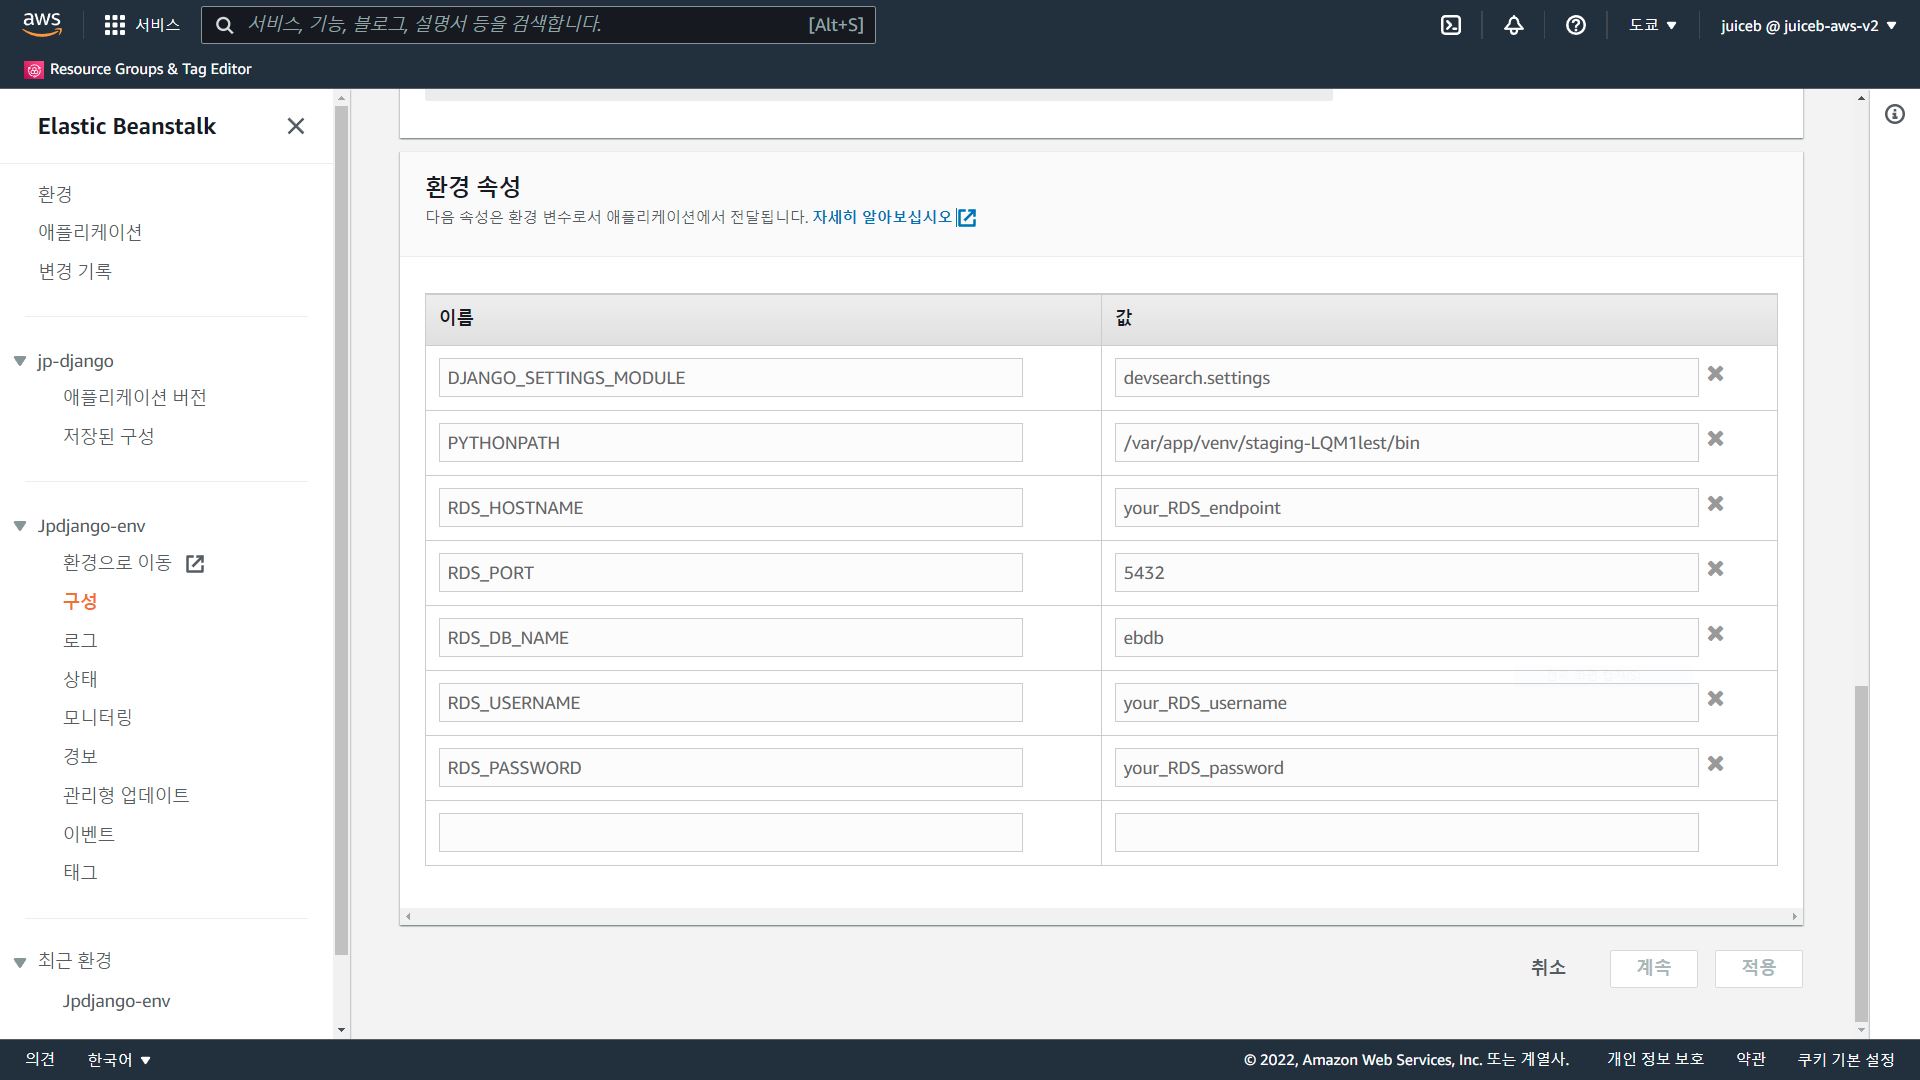 aws
서비스
서비스, 기능, 블로그, 설명서 등을 검색합니다.
[Alt+S]
도쿄
juiceb @ juiceb-aws-v2
Resource Groups & Tag Editor
Elastic Beanstalk
환경
애플리케이션
변경 기록
jp-django
애플리케이션 버전
저장된 구성
Jpdjango-env
환경으로 이동
구성
로그
상태
모니터링
경보
관리형 업데이트
이벤트
태그
최근 환경
Jpdjango-env
환경 속성
다음 속성은 환경 변수로서 애플리케이션에서 전달됩니다. 자세히 알아보십시오
이름 값
DJANGO_SETTINGS_MODULE devsearch.settings
PYTHONPATH /var/app/venv/staging-LQM1lest/bin
RDS_HOSTNAME your_RDS_endpoint
RDS_PORT 5432
RDS_DB_NAME ebdb
RDS_USERNAME your_RDS_username
RDS_PASSWORD your_RDS_password
취소 계속 적용
의견 한국어
© 2022, Amazon Web Services, Inc. 또는 계열사. 개인 정보 보호 약관 쿠키 기본 설정